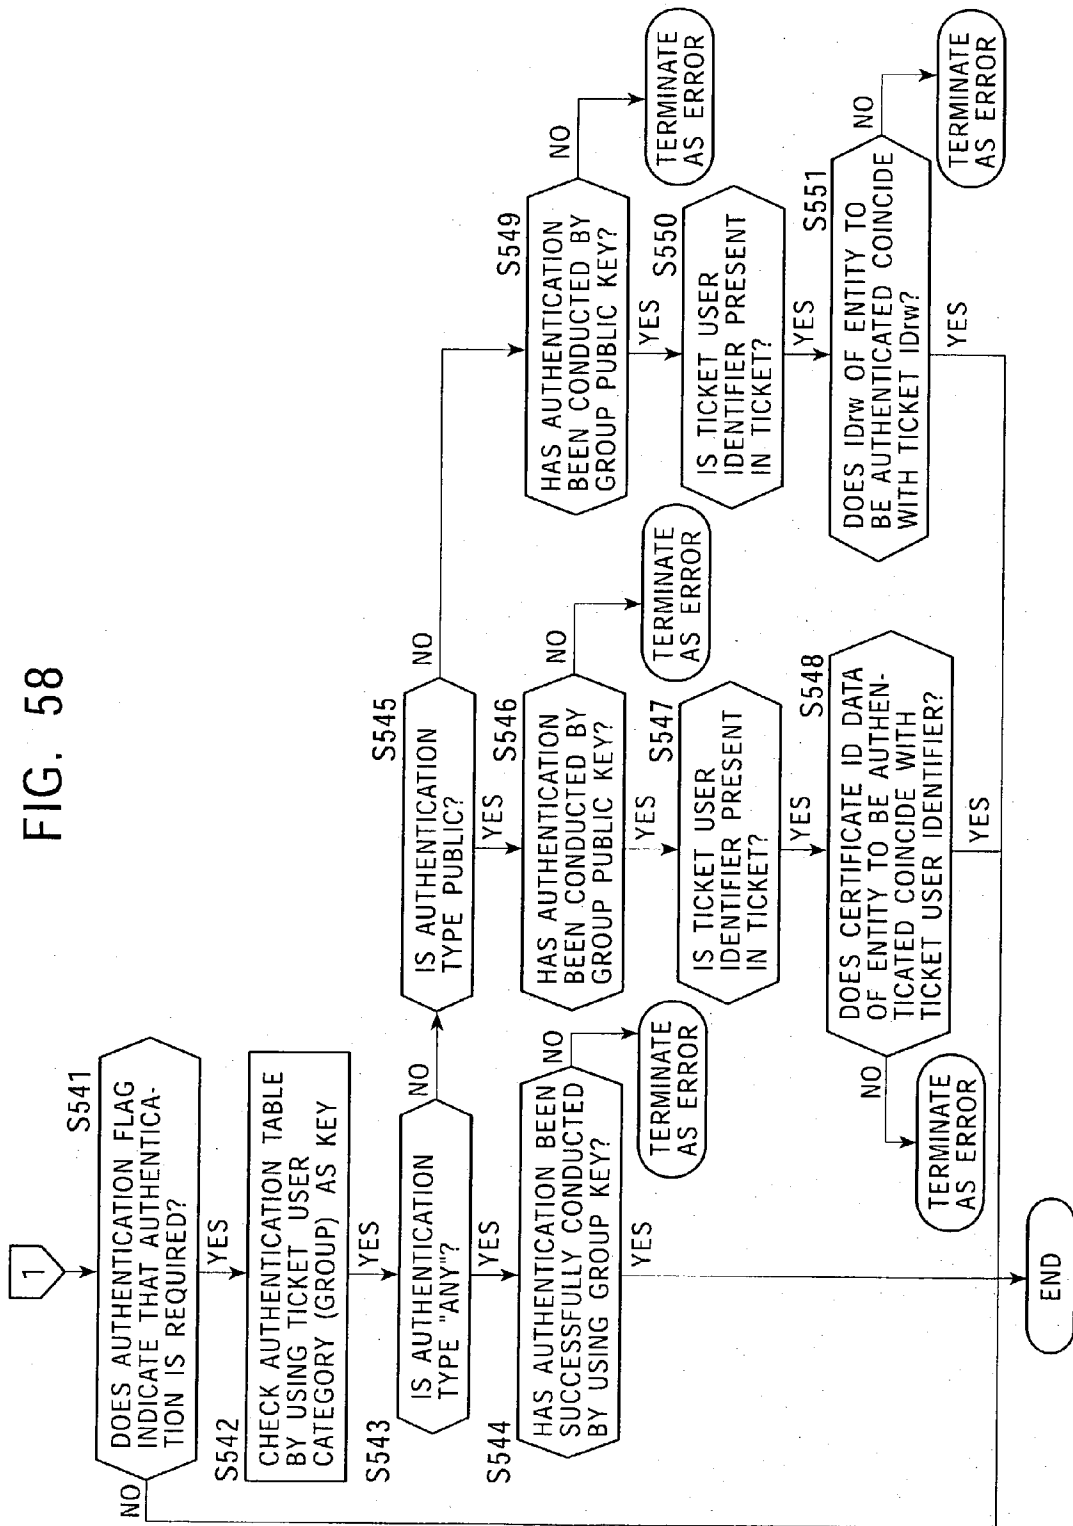 FIG. 58
1
S541
DOES AUTHENTICATION FLAG
INDICATE THAT AUTHENTICA-
TION IS REQUIRED?
NO
YES
S542
CHECK AUTHENTICATION TABLE
BY USING TICKET USER
CATEGORY (GROUP) AS KEY
YES
S543
IS AUTHENTICATION
TYPE "ANY"?
NO
YES
S544
HAS AUTHENTICATION BEEN
SUCCESSFULLY CONDUCTED
BY USING GROUP KEY?
NO
TERMINATE
AS ERROR
YES
S545
IS AUTHENTICATION
TYPE PUBLIC?
NO
YES
S546
HAS AUTHENTICATION
BEEN CONDUCTED BY
GROUP PUBLIC KEY?
NO
TERMINATE
AS ERROR
YES
S547
IS TICKET USER
IDENTIFIER PRESENT
IN TICKET?
YES
S548
DOES CERTIFICATE ID DATA
OF ENTITY TO BE AUTHEN-
TICATED COINCIDE WITH
TICKET USER IDENTIFIER?
NO
TERMINATE
AS ERROR
YES
S549
HAS AUTHENTICATION
BEEN CONDUCTED BY
GROUP PUBLIC KEY?
NO
TERMINATE
AS ERROR
YES
S550
IS TICKET USER
IDENTIFIER PRESENT
IN TICKET?
YES
S551
DOES IDrw OF ENTITY TO
BE AUTHENTICATED COINCIDE
WITH TICKET IDrw?
NO
TERMINATE
AS ERROR
YES
END